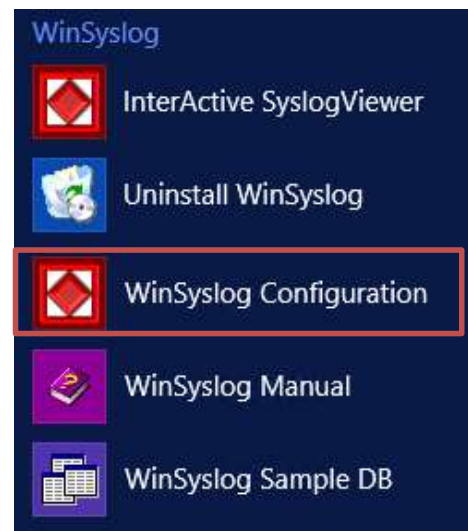 WinSyslog
InterActive SyslogViewer
Uninstall WinSyslog
WinSyslog Configuration
WinSyslog Manual
WinSyslog Sample DB